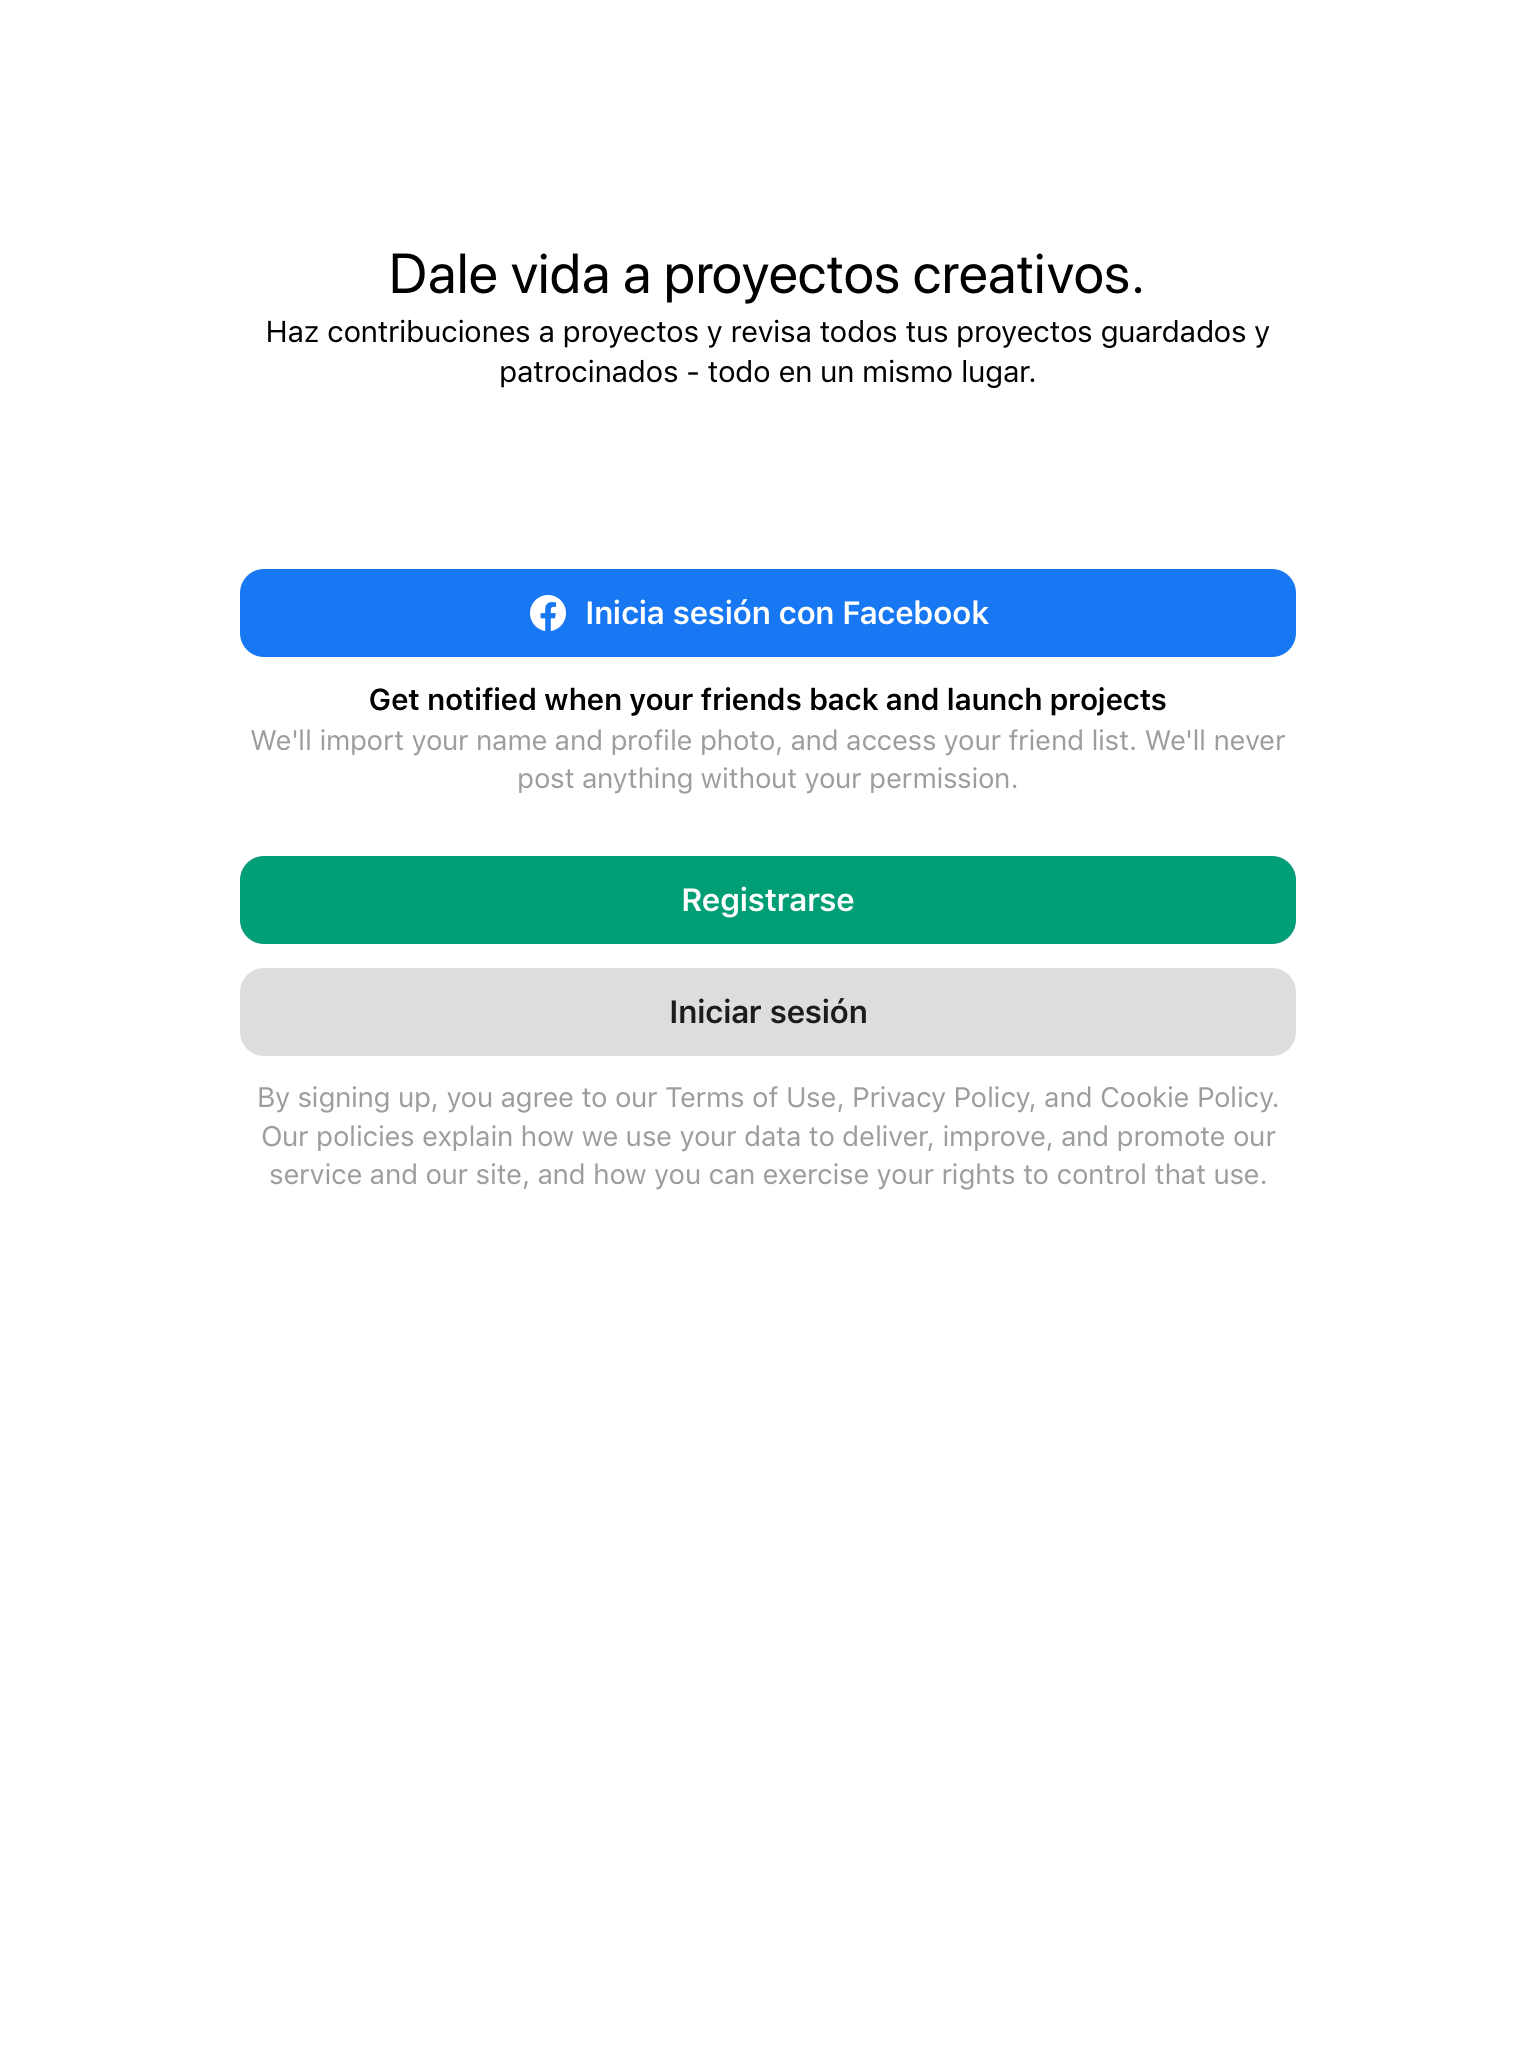 Dale vida a proyectos creativos.
Haz contribuciones a proyectos y revisa todos tus proyectos guardados y
patrocinados - todo en un mismo lugar.
Inicia sesión con Facebook
Get notified when your friends back and launch projects
We'll import your name and profile photo, and access your friend list. We'll never
post anything without your permission.
Registrarse
Iniciar sesión
By signing up, you agree to our Terms of Use, Privacy Policy, and Cookie Policy.
Our policies explain how we use your data to deliver, improve, and promote our
service and our site, and how you can exercise your rights to control that use.